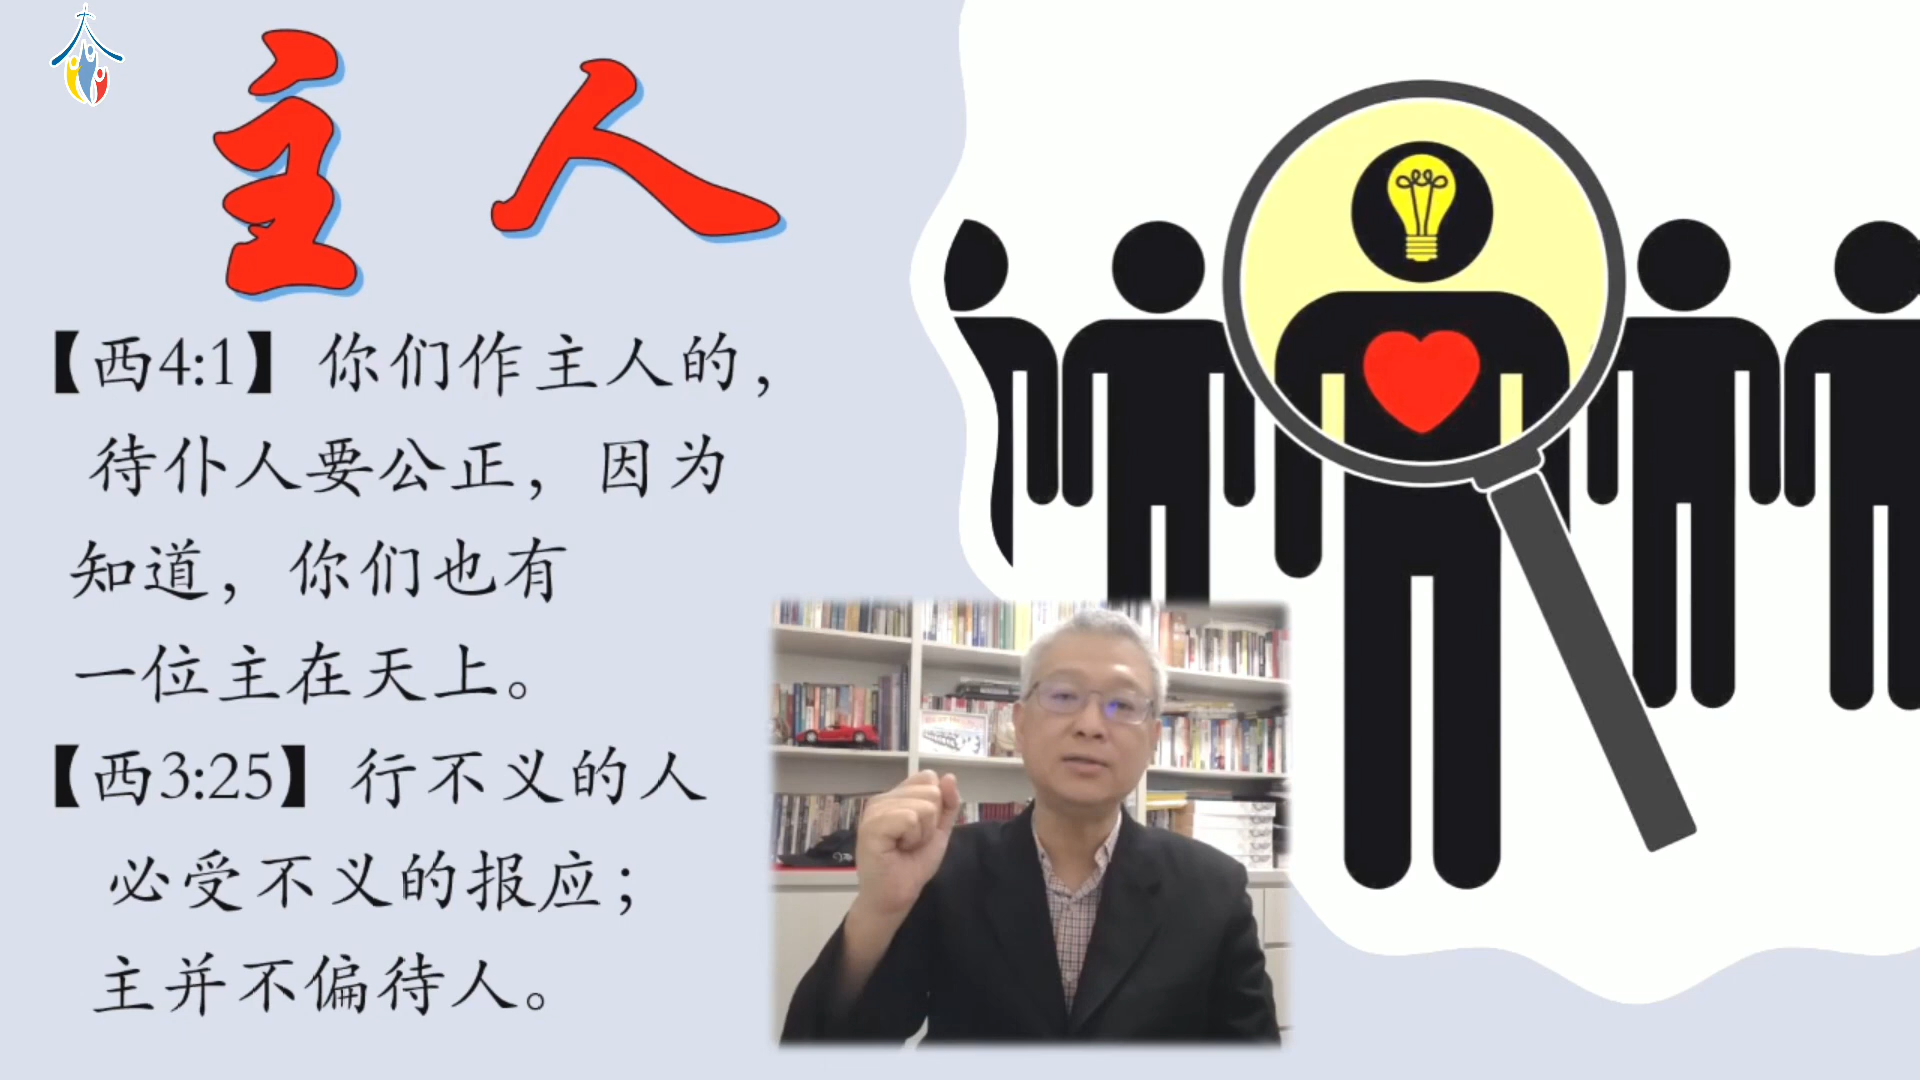 主人
【西4:1】你们作主人的，
待仆人要公正，因为
知道，你们也有
一位主在天上。
【西3:25】行不义的人
必受不义的报应；
主并不偏待人。